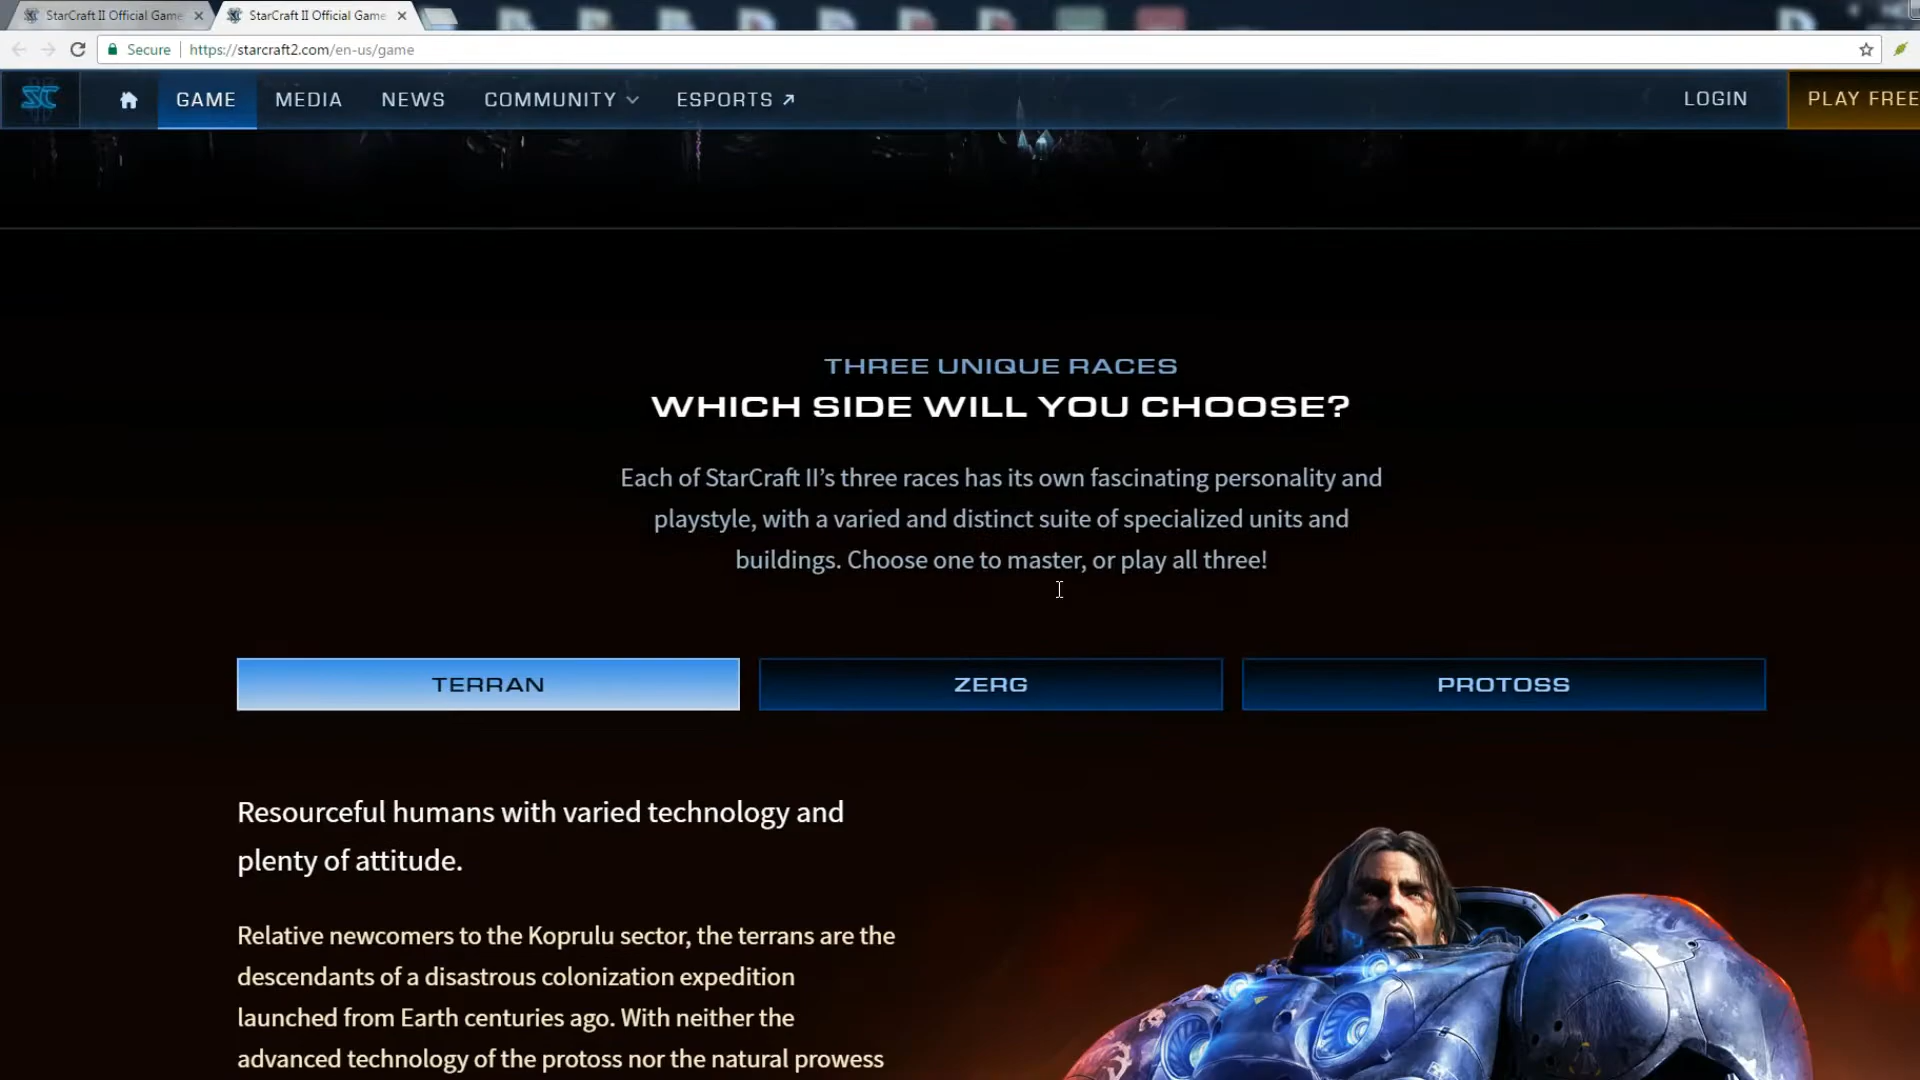 StarCraft II Official Game
StarCraft II Official Game
Secure
https://starcraft2.com/en-us/game
SC
GAME
MEDIA
NEWS
COMMUNITY
ESPORTS
LOGIN
PLAY FREE
THREE UNIQUE RACES
WHICH SIDE WILL YOU CHOOSE?
Each of StarCraft II’s three races has its own fascinating personality and
playstyle, with a varied and distinct suite of specialized units and
buildings. Choose one to master, or play all three!
TERRAN
ZERG
PROTOSS
Resourceful humans with varied technology and
plenty of attitude.
Relative newcomers to the Koprulu sector, the terrans are the
descendants of a disastrous colonization expedition
launched from Earth centuries ago. With neither the
advanced technology of the protoss nor the natural prowess